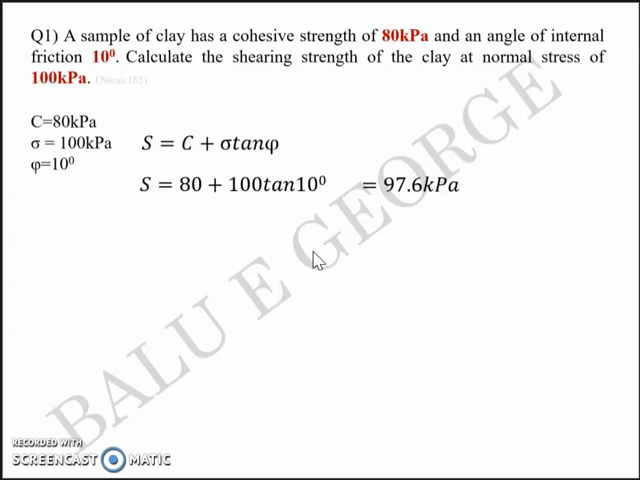 Q1) A sample of clay has a cohesive strength of 80kPa and an angle of internal
friction 10⁰. Calculate the shearing strength of the clay at normal stress of
100kPa.
C=80kPa
σ = 100kPa
φ=10⁰
S = C + σtanφ
S = 80 + 100tan10⁰ = 97.6kPa
BALU E GEORGE
RECORDED WITH
SCREENCAST MATIC